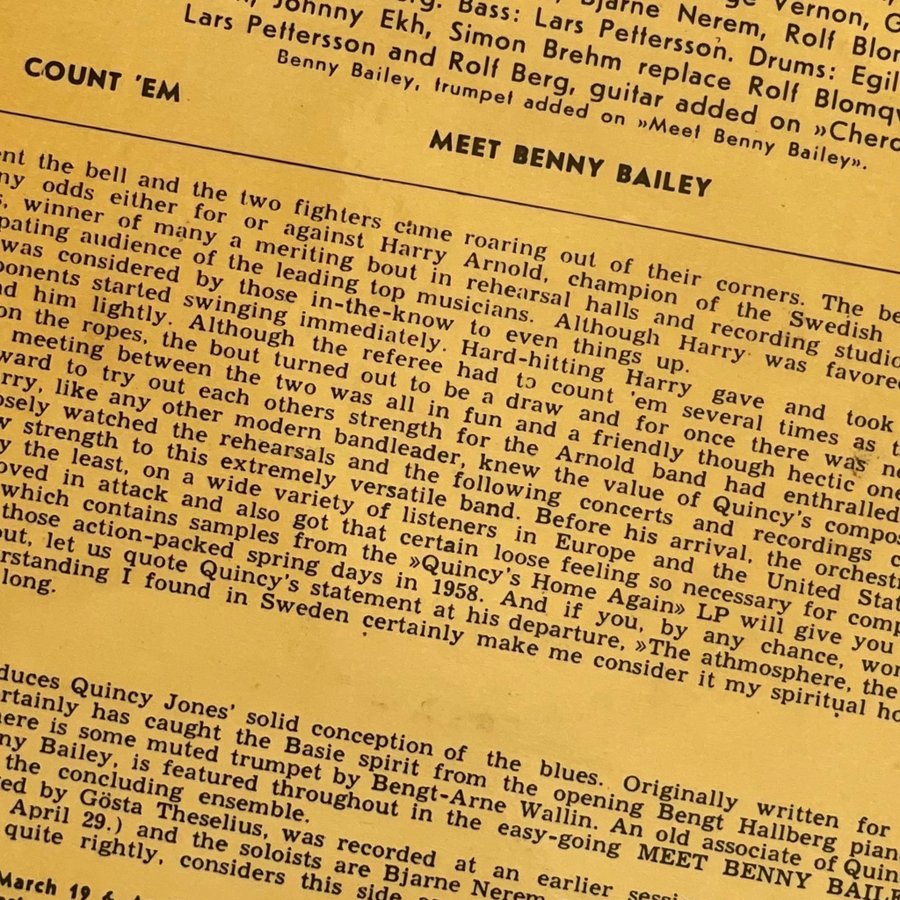 Vernon, G
Bjarne Nerem, Rolf Blom
Bass: Lars Pettersson. Drums: Egil
Johnny Ekh, Simon Brehm replace Rolf Blomqv
Lars Pettersson and Rolf Berg, guitar added on »Chero
Benny Bailey, trumpet added on »Meet Benny Bailey».
COUNT 'EM
MEET BENNY BAILEY
ent the bell and the two fighters came roaring out of their corners. The be
ny odds either for or against Harry Arnold, champion of the Swedish
s, winner of many a meriting bout in rehearsal halls and recording studio
pating audience of the leading top musicians. Although Harry was favored
was considered by those in-the-know to even things up.
ponents started swinging immediately. Hard-hitting Harry gave and took
nd him lightly. Although the referee had to count 'em several times as t
on the ropes, the bout turned out to be a draw and for once there was no
meeting between the two was all in fun and a friendly though hectic one
ward to try out each others strength for the Arnold band had enthralled
rry, like any other modern bandleader, knew the value of Quincy's compos
osely watched the rehearsals and the following concerts and recordings c
w strength to this extremely versatile band. Before his arrival, the orchestr
y the least, on a wide variety of listeners in Europe and the United Stat
oved in attack and also got that certain loose feeling so necessary for comp
which contains samples from the »Quincy's Home Again» LP will give you
those action-packed spring days in 1958. And if you, by any chance, won
out, let us quote Quincy's statement at his departure, »The athmosphere, the
rstanding I found in Sweden certainly make me consider it my spiritual ho
long.
duces Quincy Jones' solid conception of the blues. Originally written for
rtainly has caught the Basie spirit from the opening Bengt Hallberg pian
here is some muted trumpet by Bengt-Arne Wallin. An old associate of Quin
ny Bailey, is featured throughout in the easy-going MEET BENNY BAILE
the concluding ensemble.
ed by Gösta Theselius, was recorded at an earlier sessi
April 29.) and the soloists are Bjarne Nerem
quite rightly, considers this side
March 19